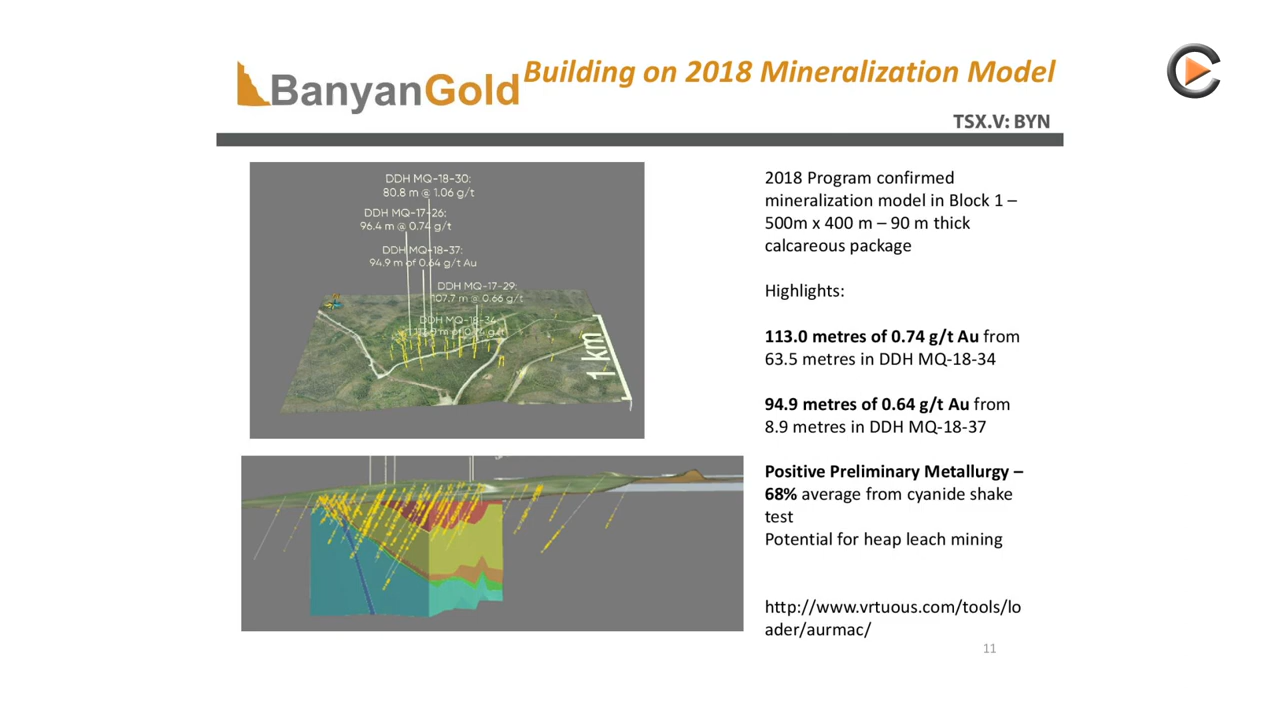 BanyanGold
Building on 2018 Mineralization Model
TSX.V: BYN
DDH MQ-18-30:
80.8 m @ 1.06 g/t
DDH MQ-17-26:
96.4 m @ 0.74 g/t
DDH MQ-18-37:
94.9 m of 0.64 g/t Au
DDH MQ-17-29:
107.7 m @ 0.66 g/t
DDH MQ-18-34:
1 km
2018 Program confirmed
mineralization model in Block 1 –
500m x 400 m – 90 m thick
calcareous package
Highlights:
113.0 metres of 0.74 g/t Au from
63.5 metres in DDH MQ-18-34
94.9 metres of 0.64 g/t Au from
8.9 metres in DDH MQ-18-37
Positive Preliminary Metallurgy –
68% average from cyanide shake
test
Potential for heap leach mining
http://www.vrtuous.com/tools/lo
ader/aurmac/
11